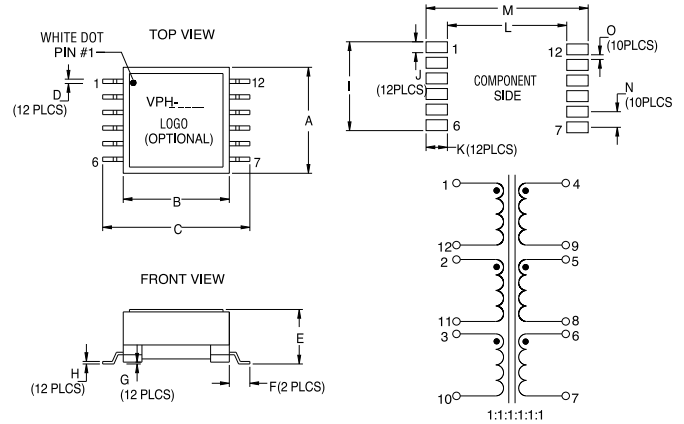 TOP VIEW
WHITE DOT
PIN #1
D
(12 PLCS)
1
12
VPH-____
LOGO
(OPTIONAL)
6
7
A
B
C
M
L
O
(10PLCS)
1
12
J
(12PLCS)
I
COMPONENT
SIDE
N
(10PLCS
6
7
K(12PLCS)
FRONT VIEW
E
H
(12 PLCS)
G
(12 PLCS)
F(2 PLCS)
1
4
12
9
2
5
11
8
3
6
10
7
1:1:1:1:1:1